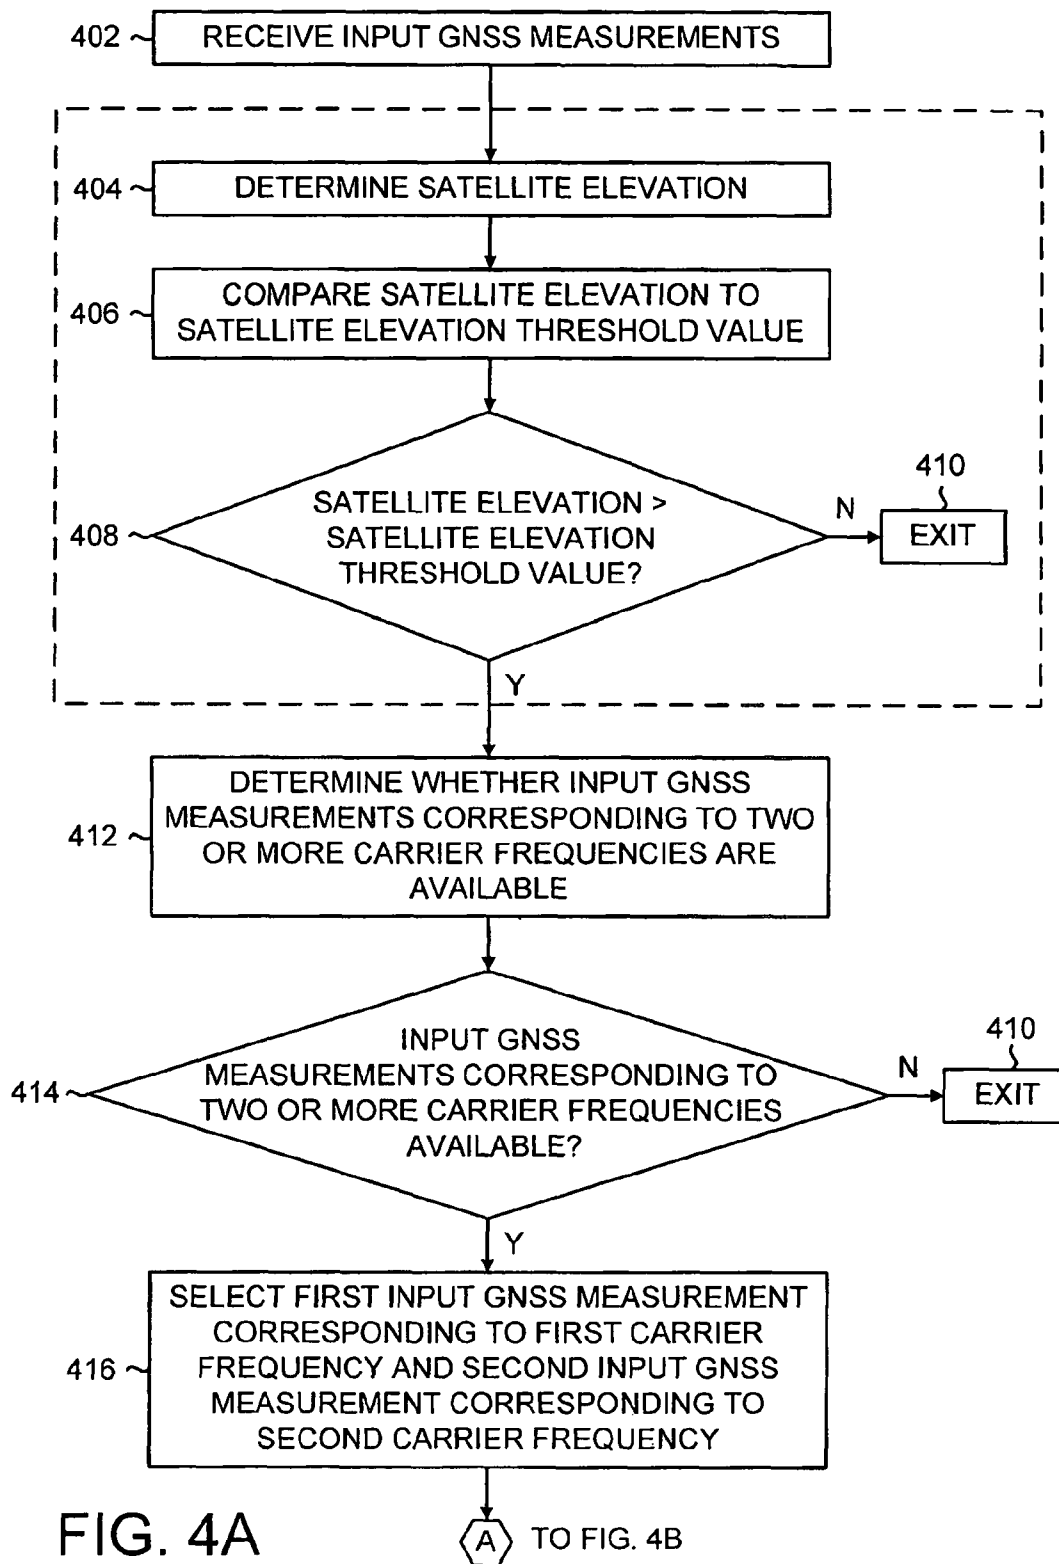 402
RECEIVE INPUT GNSS MEASUREMENTS
404
DETERMINE SATELLITE ELEVATION
406
COMPARE SATELLITE ELEVATION TO
SATELLITE ELEVATION THRESHOLD VALUE
408
SATELLITE ELEVATION >
SATELLITE ELEVATION
THRESHOLD VALUE?
N
410
EXIT
Y
412
DETERMINE WHETHER INPUT GNSS
MEASUREMENTS CORRESPONDING TO TWO
OR MORE CARRIER FREQUENCIES ARE
AVAILABLE
414
INPUT GNSS
MEASUREMENTS CORRESPONDING TO
TWO OR MORE CARRIER FREQUENCIES
AVAILABLE?
N
410
EXIT
Y
416
SELECT FIRST INPUT GNSS MEASUREMENT
CORRESPONDING TO FIRST CARRIER
FREQUENCY AND SECOND INPUT GNSS
MEASUREMENT CORRESPONDING TO
SECOND CARRIER FREQUENCY
FIG. 4A
A TO FIG. 4B